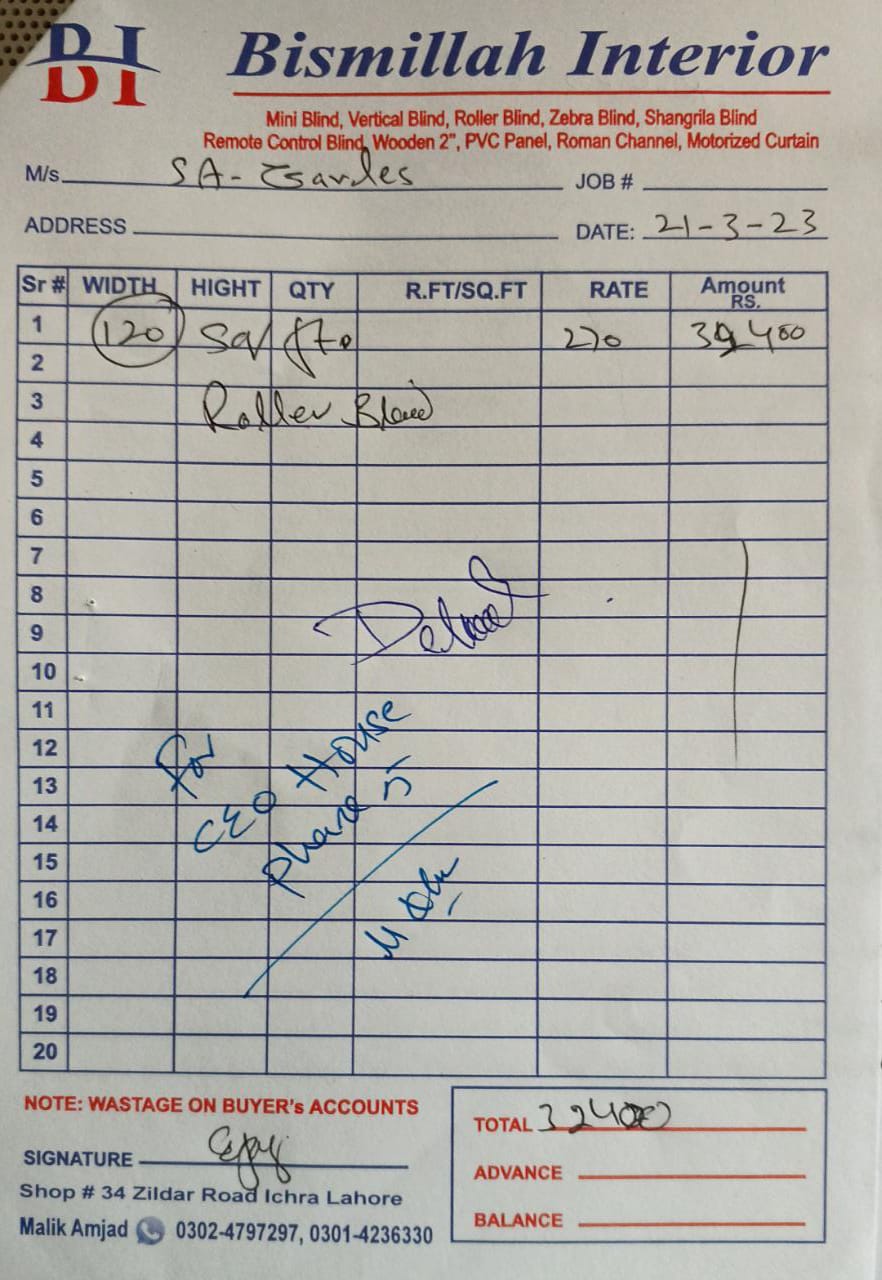 BI Bismillah Interior
Mini Blind, Vertical Blind, Roller Blind, Zebra Blind, Shangrila Blind
Remote Control Blind, Wooden 2", PVC Panel, Roman Channel, Motorized Curtain
M/s. SA- Gardes JOB #
ADDRESS DATE: 21-3-23
Sr # WIDTH HIGHT QTY R.FT/SQ.FT RATE Amount RS.
1 120 Sq/ft. 270 32400
2
3 Roller Blind
4
5
6
7
8
9
10
11
12 For
13 CEO House
14 Phase 5
15
16
17
18
19
20
NOTE: WASTAGE ON BUYER's ACCOUNTS
TOTAL 32400
SIGNATURE
ADVANCE
Shop # 34 Zildar Road Ichra Lahore
BALANCE
Malik Amjad 0302-4797297, 0301-4236330